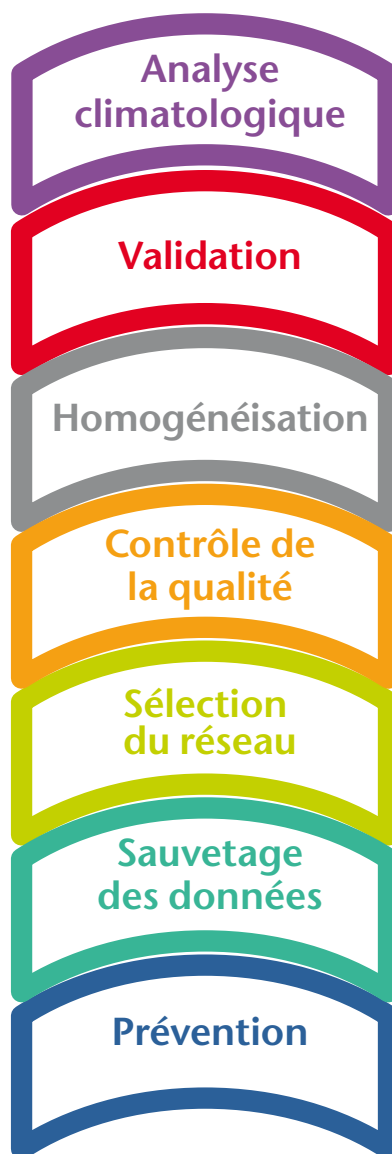 Analyse
climatologique
Validation
Homogénéisation
Contrôle de
la qualité
Sélection
du réseau
Sauvetage
des données
Prévention